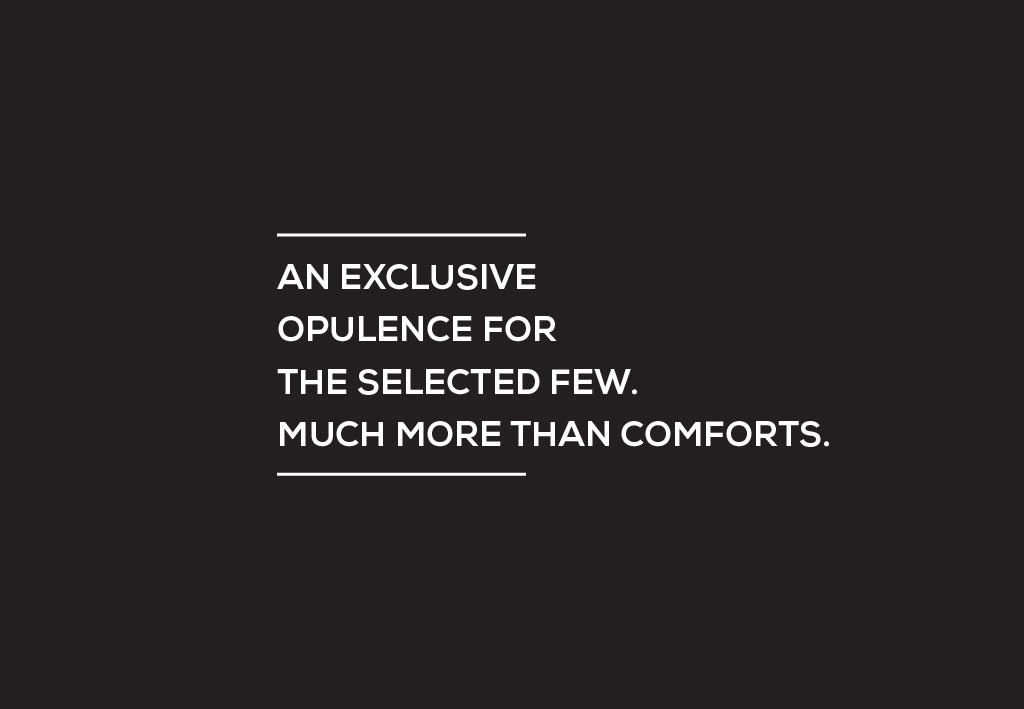 AN EXCLUSIVE
OPULENCE FOR
THE SELECTED FEW.
MUCH MORE THAN COMFORTS.